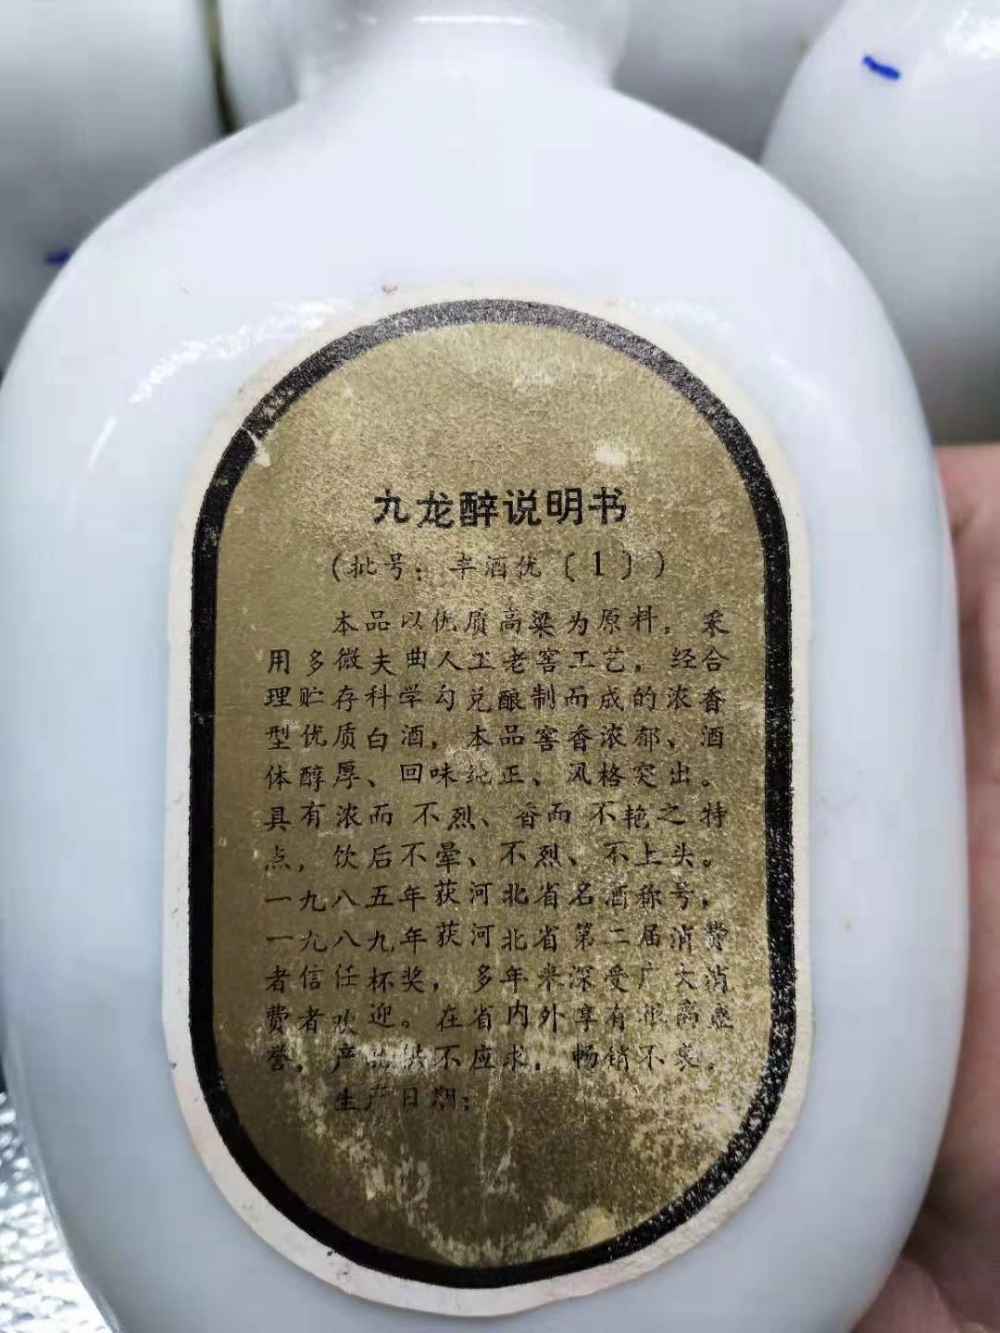 九龙醉说明书
（批号：丰酒优〔1〕）
本品以优质高粱为原料，采
用多微夫曲人工老窖工艺，经合
理贮存科学勾兑酿制而成的浓香
型优质白酒，本品窖香浓郁、酒
体醇厚、回味纯正、风格突出。
具有浓而不烈、香而不艳之特
点，饮后不晕、不烈、不上头。
一九八五年获河北省名酒称号，
一九八九年获河北省第二届消费
者信任杯奖，多年来深受广大消
费者欢迎。在省内外享有很高盛
誉，产品供不应求，畅销不衰。
生产日期：